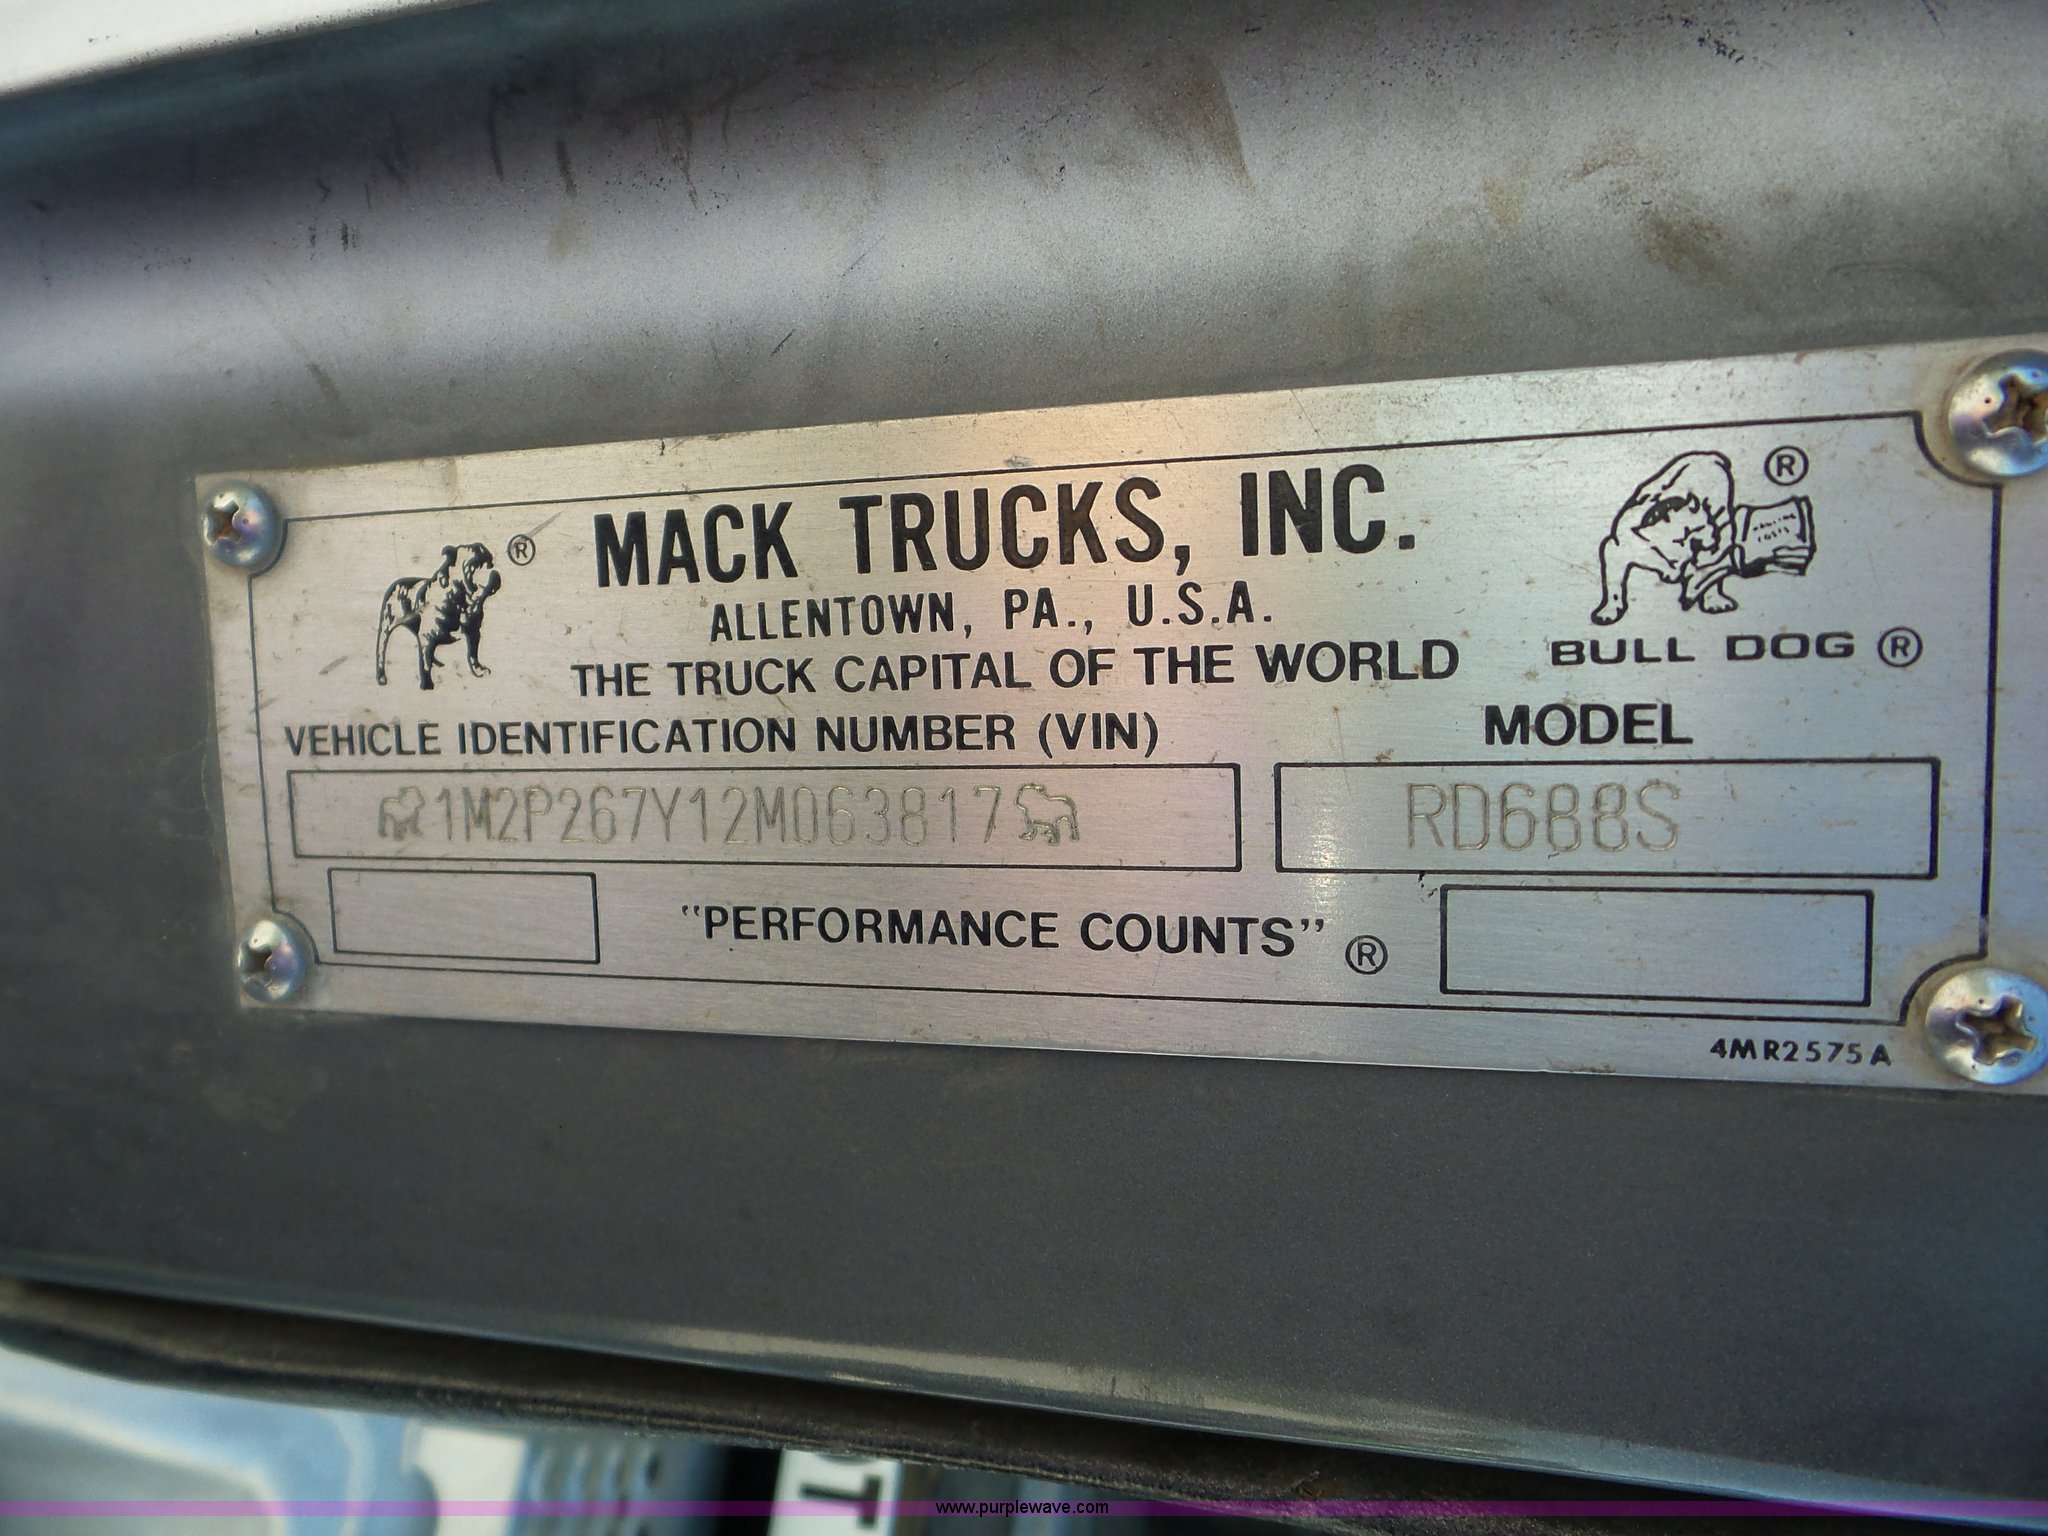 MACK TRUCKS, INC.
®
®
ALLENTOWN, PA., U.S.A.
THE TRUCK CAPITAL OF THE WORLD
BULL DOG ®
VEHICLE IDENTIFICATION NUMBER (VIN)
MODEL
1M2P267Y12M063817
RD688S
"PERFORMANCE COUNTS" ®
4MR2575A
www.purplewave.com